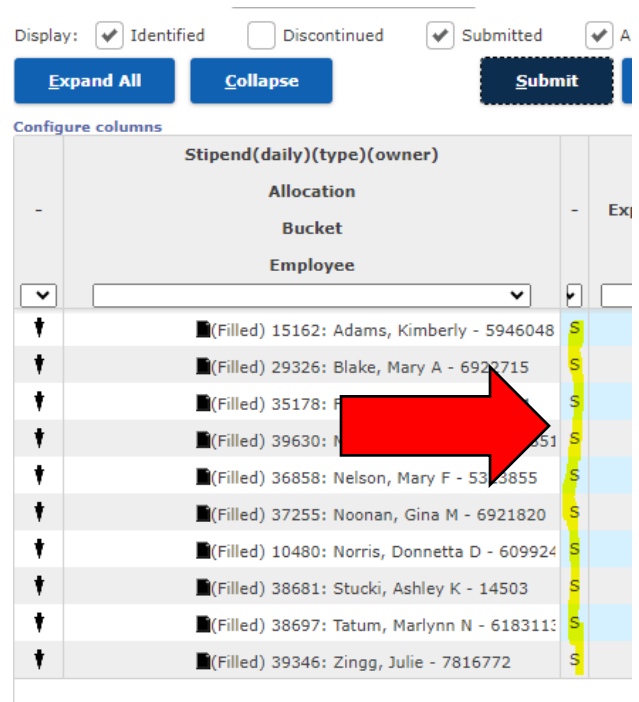 Display: Identified Discontinued Submitted A
Expand All Collapse Submit
Configure columns
Stipend(daily)(type)(owner)
Allocation
- - Exp
Bucket
Employee
(Filled) 15162: Adams, Kimberly - 5946048 S
(Filled) 29326: Blake, Mary A - 6922715 S
(Filled) 35178: S
(Filled) 39630: S
(Filled) 36858: Nelson, Mary F - S
(Filled) 37255: Noonan, Gina M - 6921820 S
(Filled) 10480: Norris, Donnetta D - 609924 S
(Filled) 38681: Stucki, Ashley K - 14503 S
(Filled) 38697: Tatum, Marlynn N - 6183113 S
(Filled) 39346: Zingg, Julie - 7816772 S